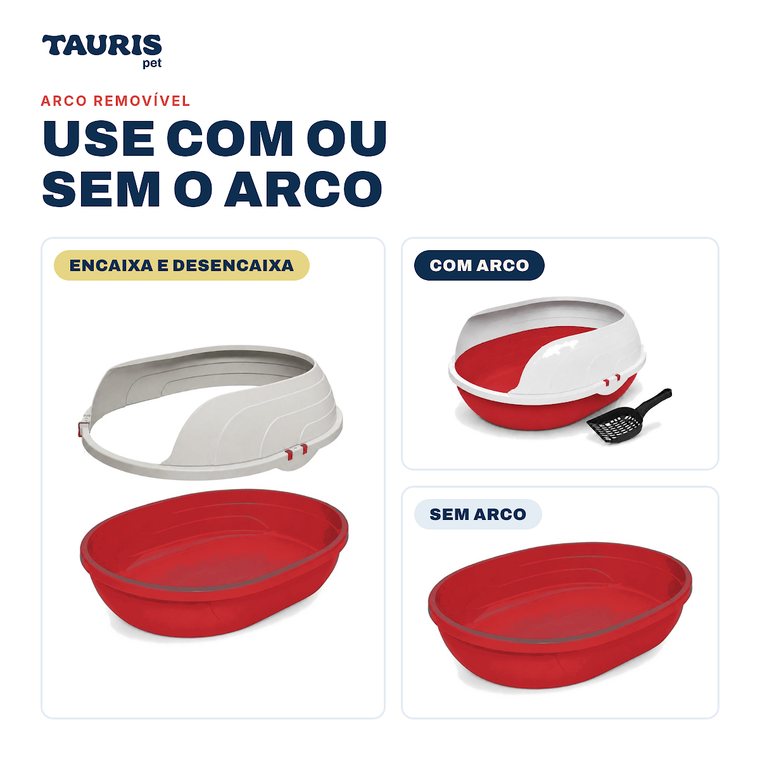 TAURIS
pet
ARCO REMOVÍVEL
USE COM OU
SEM O ARCO
ENCAIXA E DESENCAIXA
COM ARCO
SEM ARCO